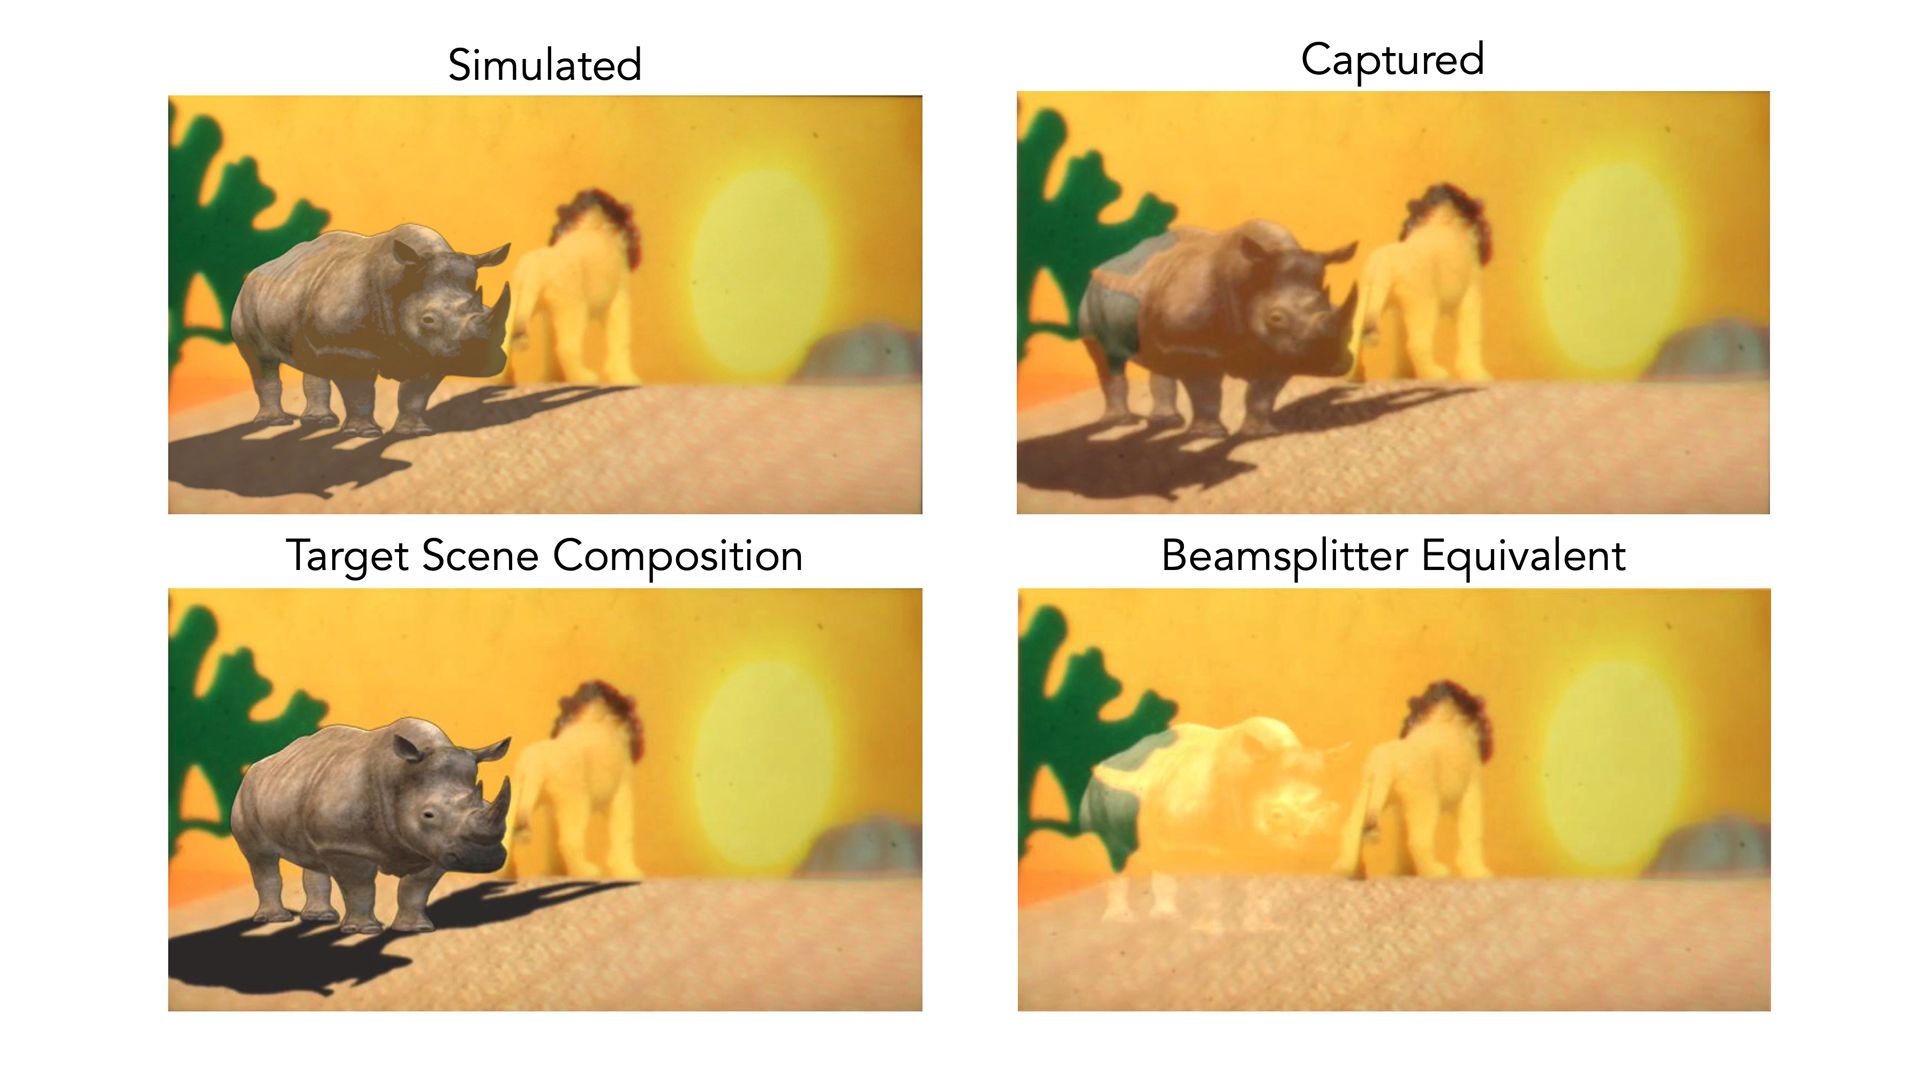 Simulated
Captured
Target Scene Composition
Beamsplitter Equivalent